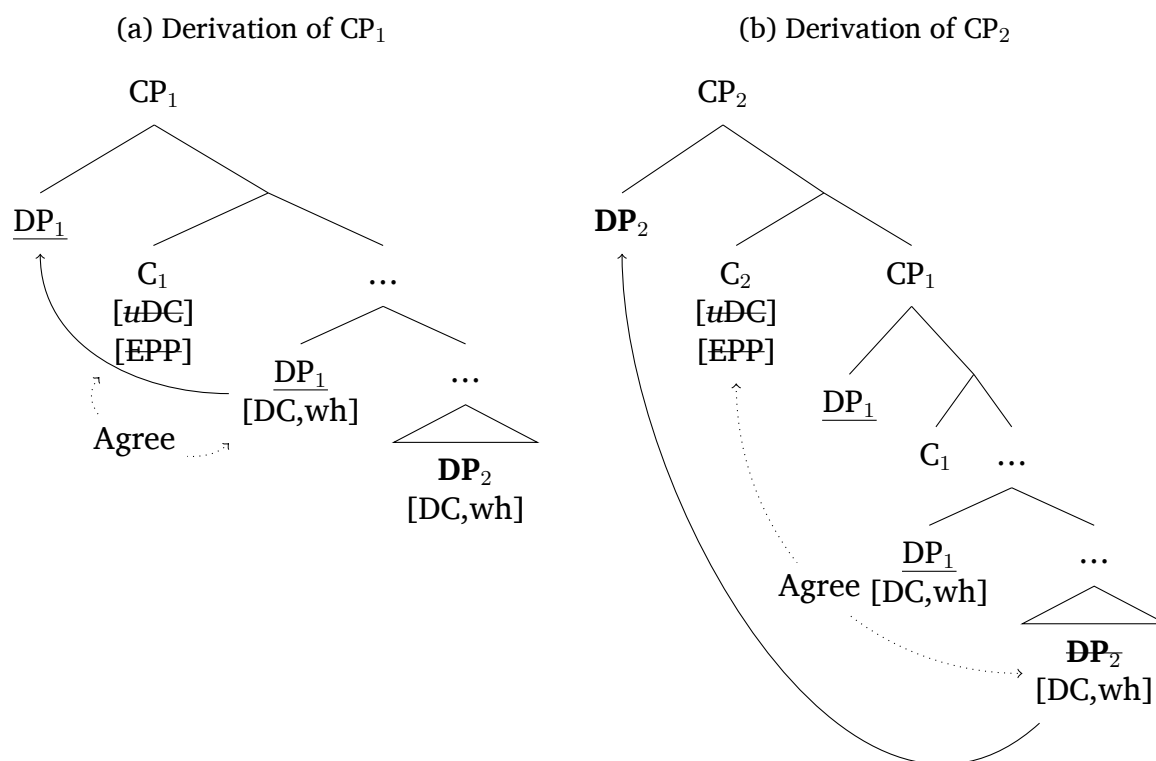 (a) Derivation of CP₁
CP₁
DP₁
C₁
[uDC]
[EPP]
...
DP₁
[DC,wh]
...
Agree
DP₂
[DC,wh]
(b) Derivation of CP₂
CP₂
DP₂
C₂
[uDC]
[EPP]
CP₁
DP₁
C₁
...
DP₁
[DC,wh]
...
Agree
DP₂
[DC,wh]